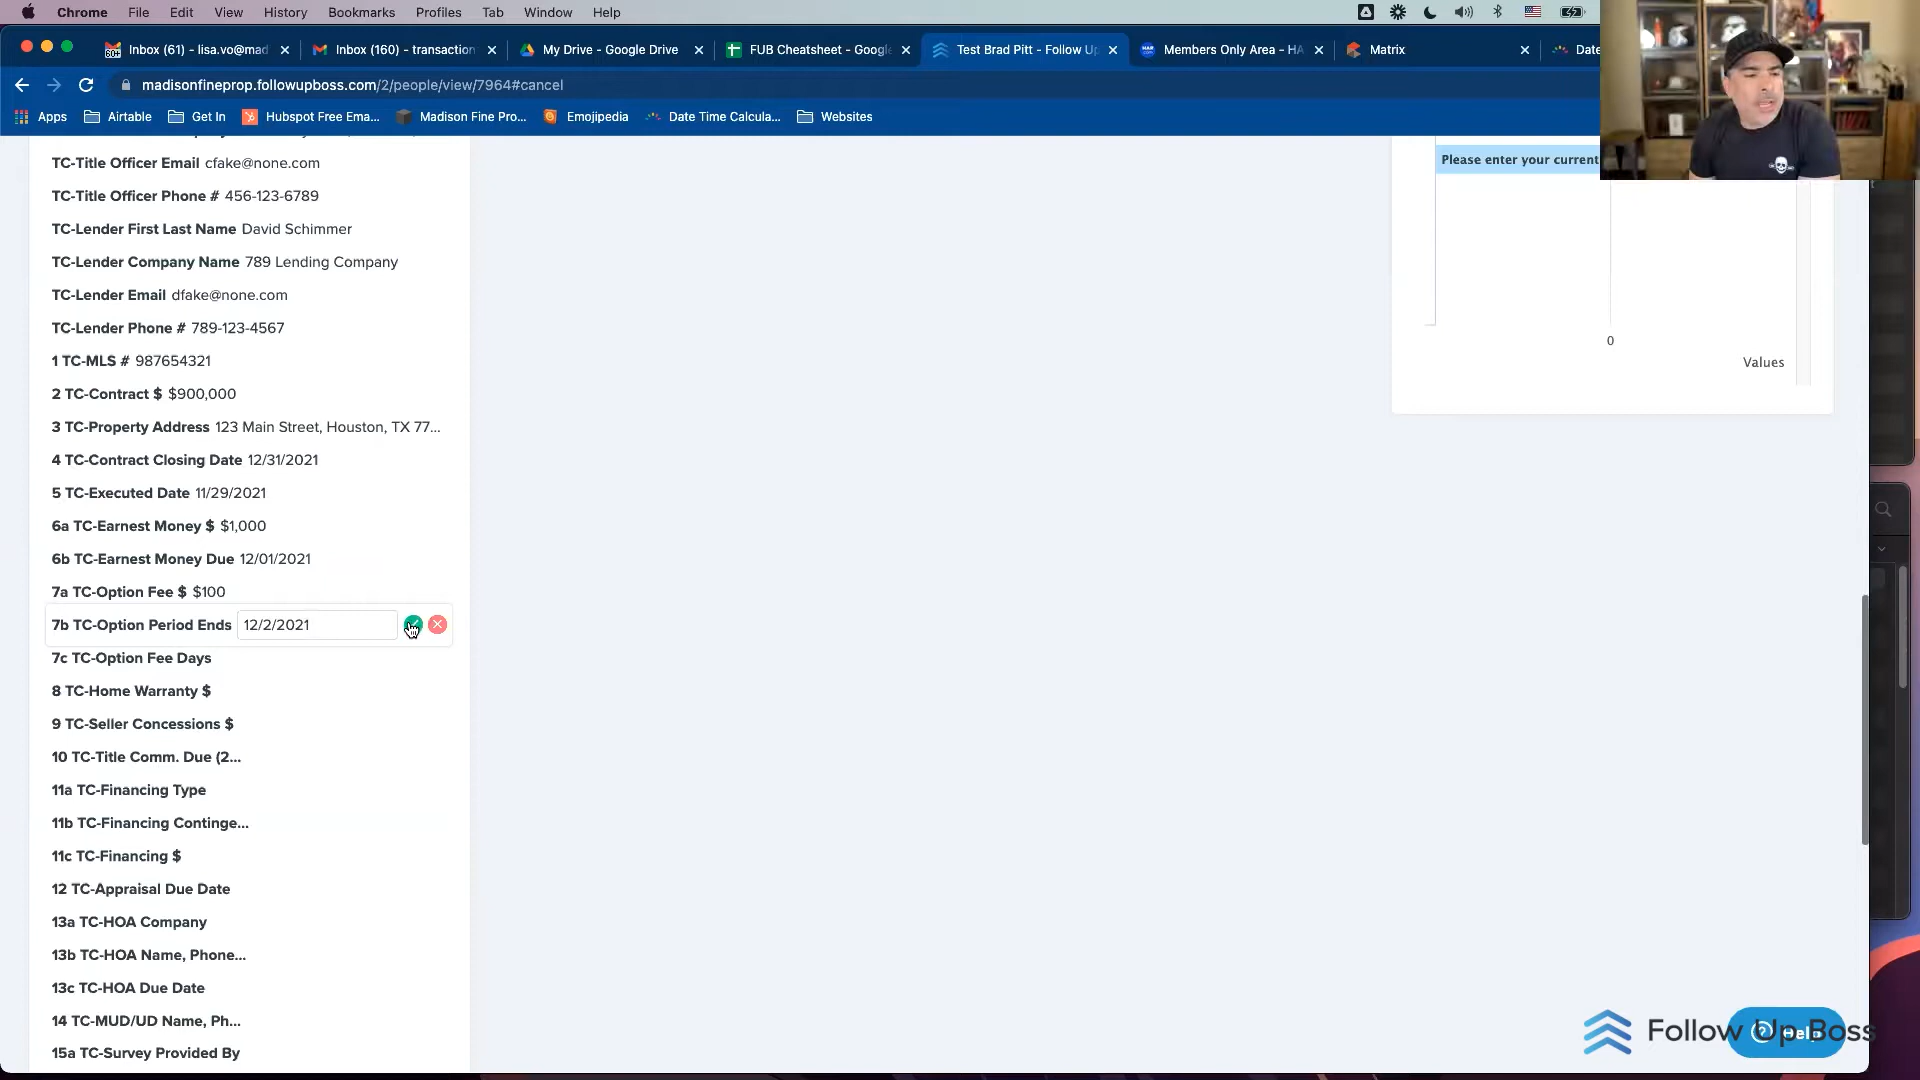 Chrome File Edit View History Bookmarks Profiles Tab Window Help
60+ Inbox (61) - lisa.vo@mad
Inbox (160) - transaction
My Drive - Google Drive
FUB Cheatsheet - Google
Test Brad Pitt - Follow Up
Members Only Area - HA
Matrix
Date
madisonfineprop.followupboss.com/2/people/view/7964#cancel
Apps Airtable Get In Hubspot Free Ema... Madison Fine Pro... Emojipedia Date Time Calcula... Websites
TC-Title Officer Email cfake@none.com
TC-Title Officer Phone # 456-123-6789
TC-Lender First Last Name David Schimmer
TC-Lender Company Name 789 Lending Company
TC-Lender Email dfake@none.com
TC-Lender Phone # 789-123-4567
1 TC-MLS # 987654321
2 TC-Contract $ $900,000
3 TC-Property Address 123 Main Street, Houston, TX 77...
4 TC-Contract Closing Date 12/31/2021
5 TC-Executed Date 11/29/2021
6a TC-Earnest Money $ $1,000
6b TC-Earnest Money Due 12/01/2021
7a TC-Option Fee $ $100
7b TC-Option Period Ends 12/2/2021
7c TC-Option Fee Days
8 TC-Home Warranty $
9 TC-Seller Concessions $
10 TC-Title Comm. Due (2...
11a TC-Financing Type
11b TC-Financing Continge...
11c TC-Financing $
12 TC-Appraisal Due Date
13a TC-HOA Company
13b TC-HOA Name, Phone...
13c TC-HOA Due Date
14 TC-MUD/UD Name, Ph...
15a TC-Survey Provided By
Please enter your current
0
Values
Follow Up Boss
Help